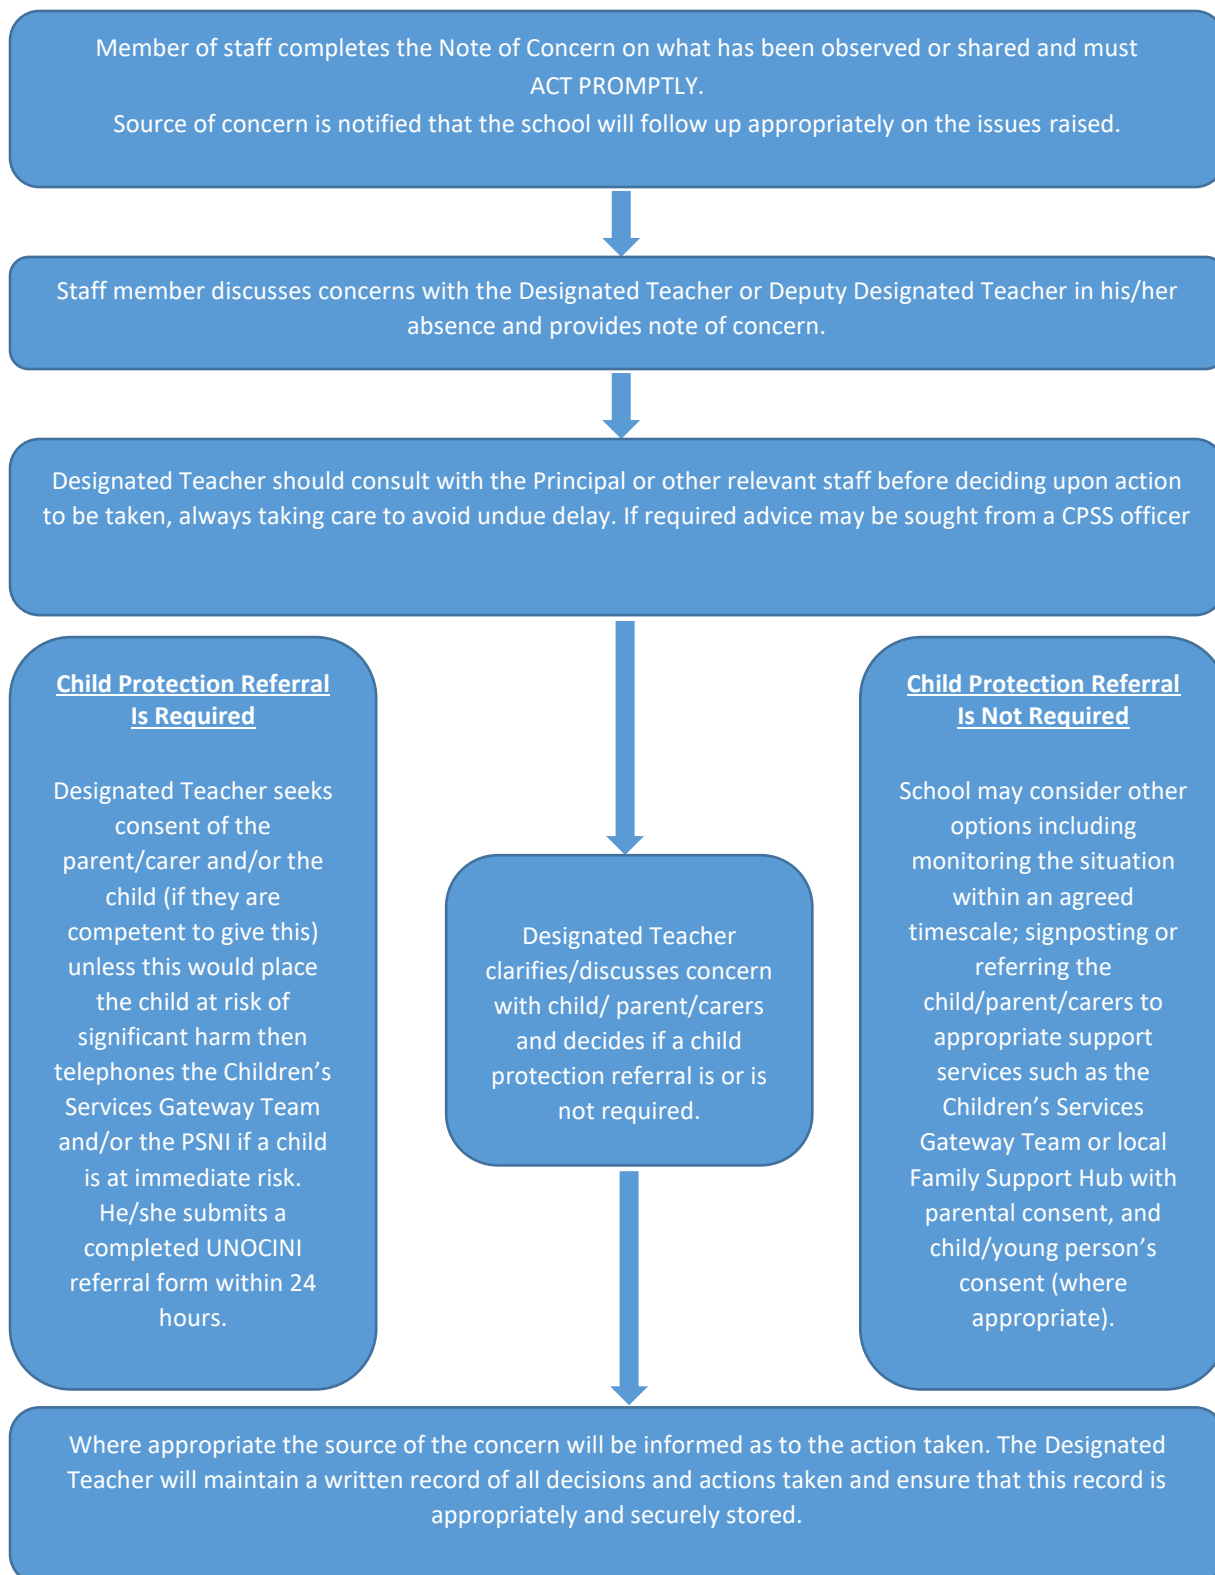 Member of staff completes the Note of Concern on what has been observed or shared and must
ACT PROMPTLY.
Source of concern is notified that the school will follow up appropriately on the issues raised.
Staff member discusses concerns with the Designated Teacher or Deputy Designated Teacher in his/her
absence and provides note of concern.
Designated Teacher should consult with the Principal or other relevant staff before deciding upon action
to be taken, always taking care to avoid undue delay. If required advice may be sought from a CPSS officer
Child Protection Referral
Is Required
Designated Teacher seeks
consent of the
parent/carer and/or the
child (if they are
competent to give this)
unless this would place
the child at risk of
significant harm then
telephones the Children’s
Services Gateway Team
and/or the PSNI if a child
is at immediate risk.
He/she submits a
completed UNOCINI
referral form within 24
hours.
Designated Teacher
clarifies/discusses concern
with child/ parent/carers
and decides if a child
protection referral is or is
not required.
Child Protection Referral
Is Not Required
School may consider other
options including
monitoring the situation
within an agreed
timescale; signposting or
referring the
child/parent/carers to
appropriate support
services such as the
Children’s Services
Gateway Team or local
Family Support Hub with
parental consent, and
child/young person’s
consent (where
appropriate).
Where appropriate the source of the concern will be informed as to the action taken. The Designated
Teacher will maintain a written record of all decisions and actions taken and ensure that this record is
appropriately and securely stored.